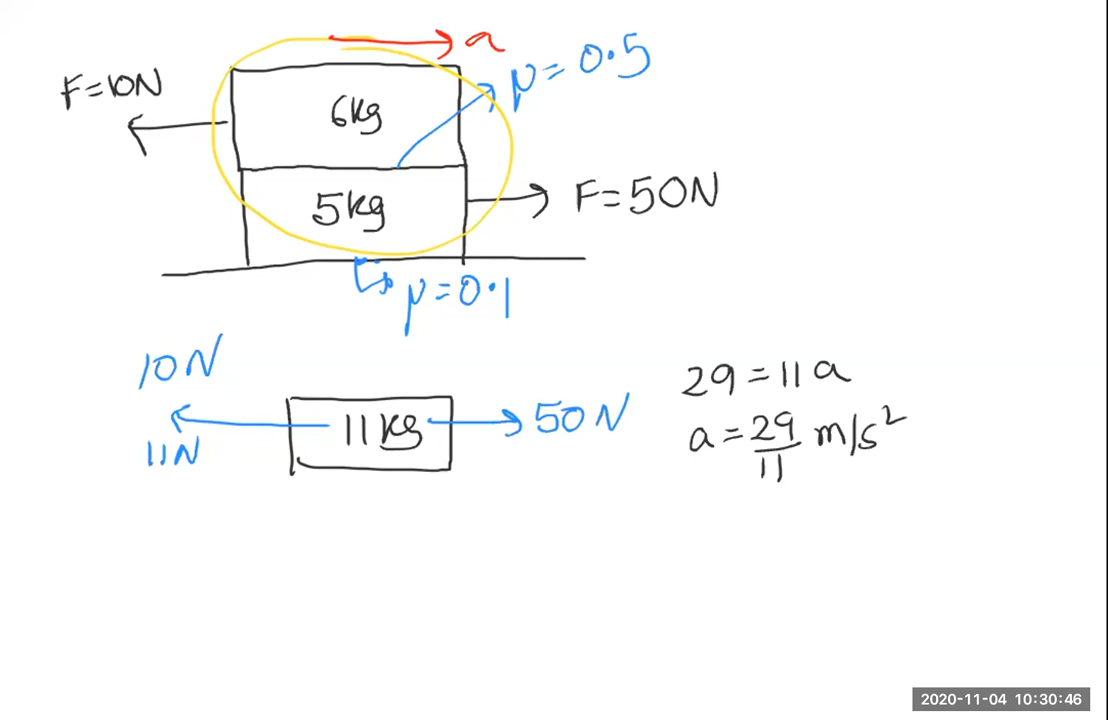 a
μ=0.5
F=10N
6kg
5kg
F=50N
μ=0.1
10N
11N
11kg
50N
29=11a
a=29/11 m/s²
2020-11-04 10:30:46